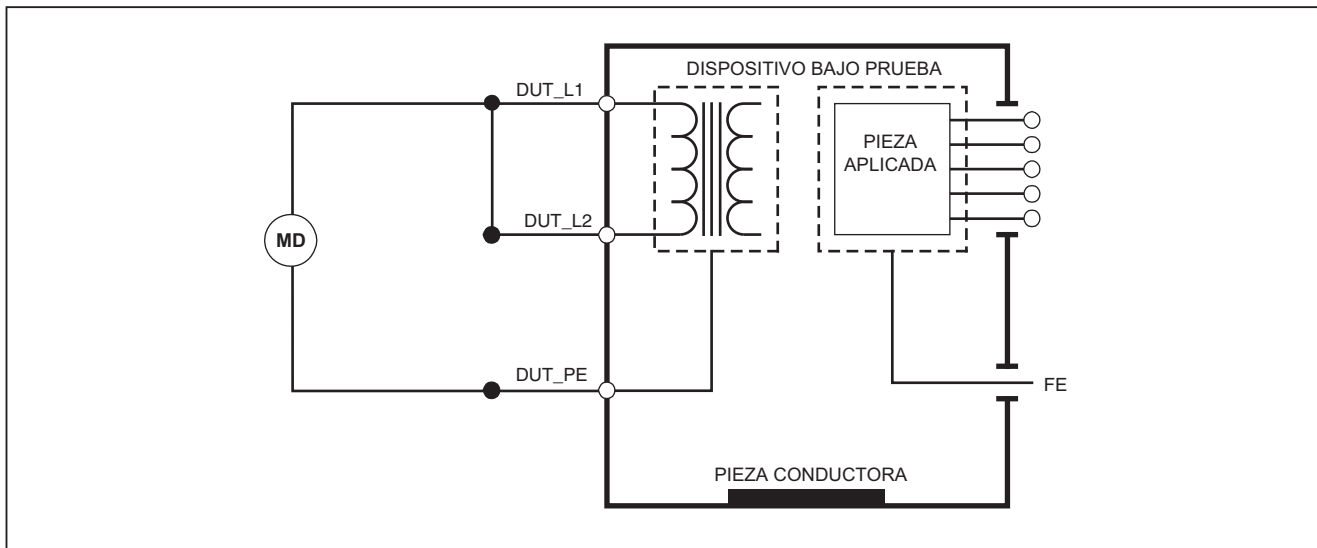 DISPOSITIVO BAJO PRUEBA
DUT_L1
PIEZA
APLICADA
DUT_L2
MD
DUT_PE
FE
PIEZA CONDUCTORA